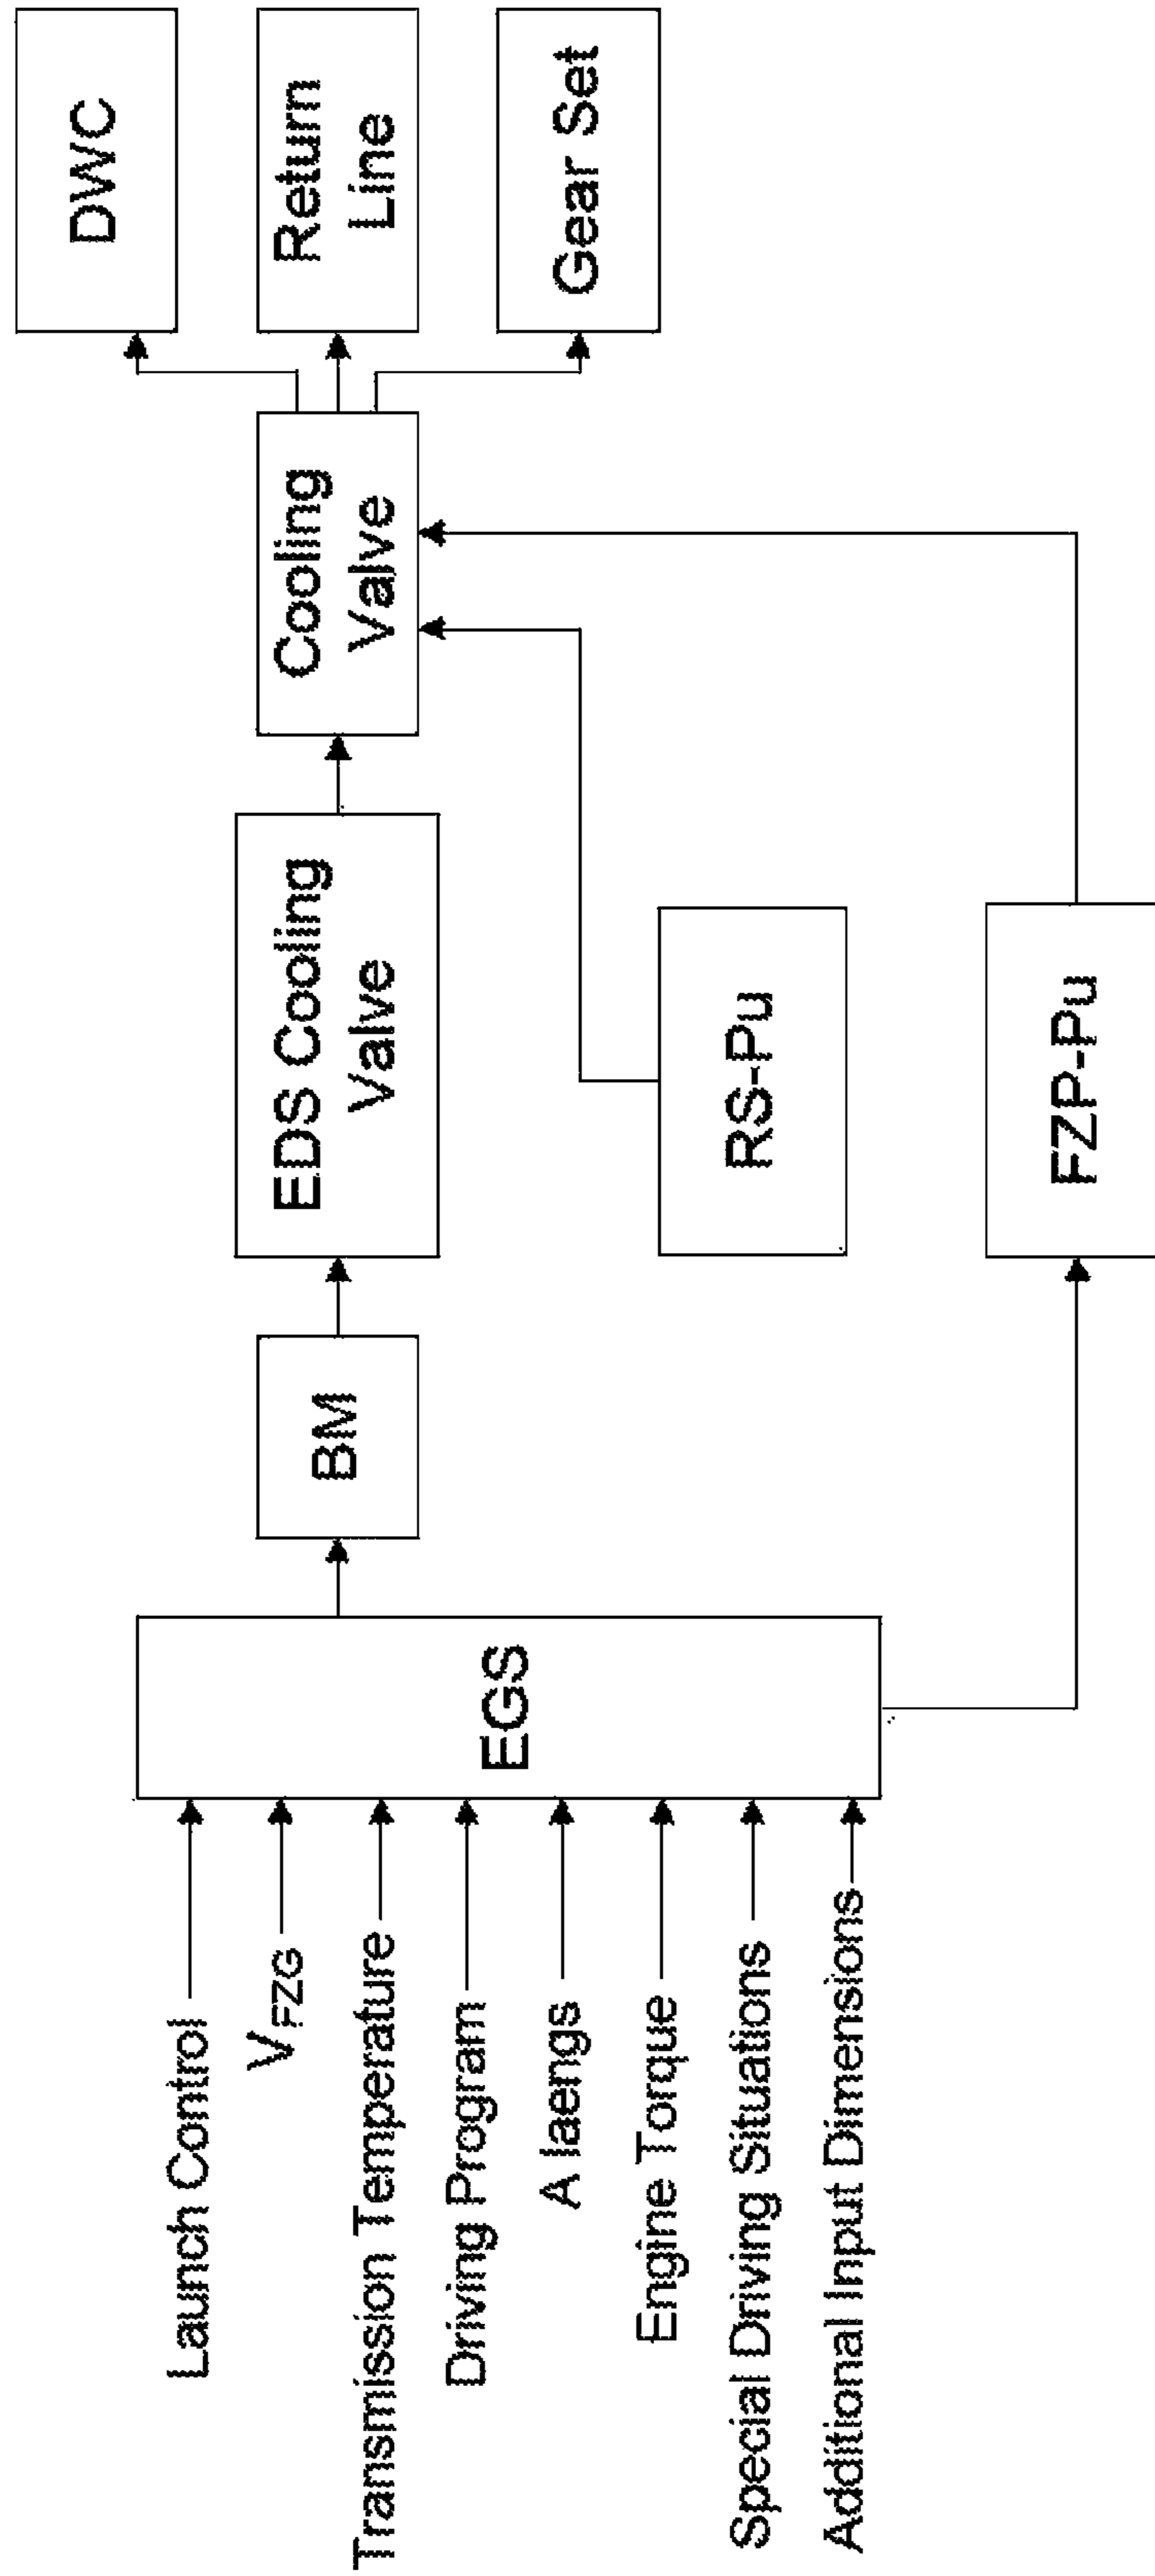 Launch Control
VFZG
Transmission Temperature
Driving Program
A laengs
Engine Torque
Special Driving Situations
Additional Input Dimensions
EGS
BM
EDS Cooling
Valve
RS-Pu
FZP-Pu
Cooling
Valve
DWC
Return
Line
Gear Set